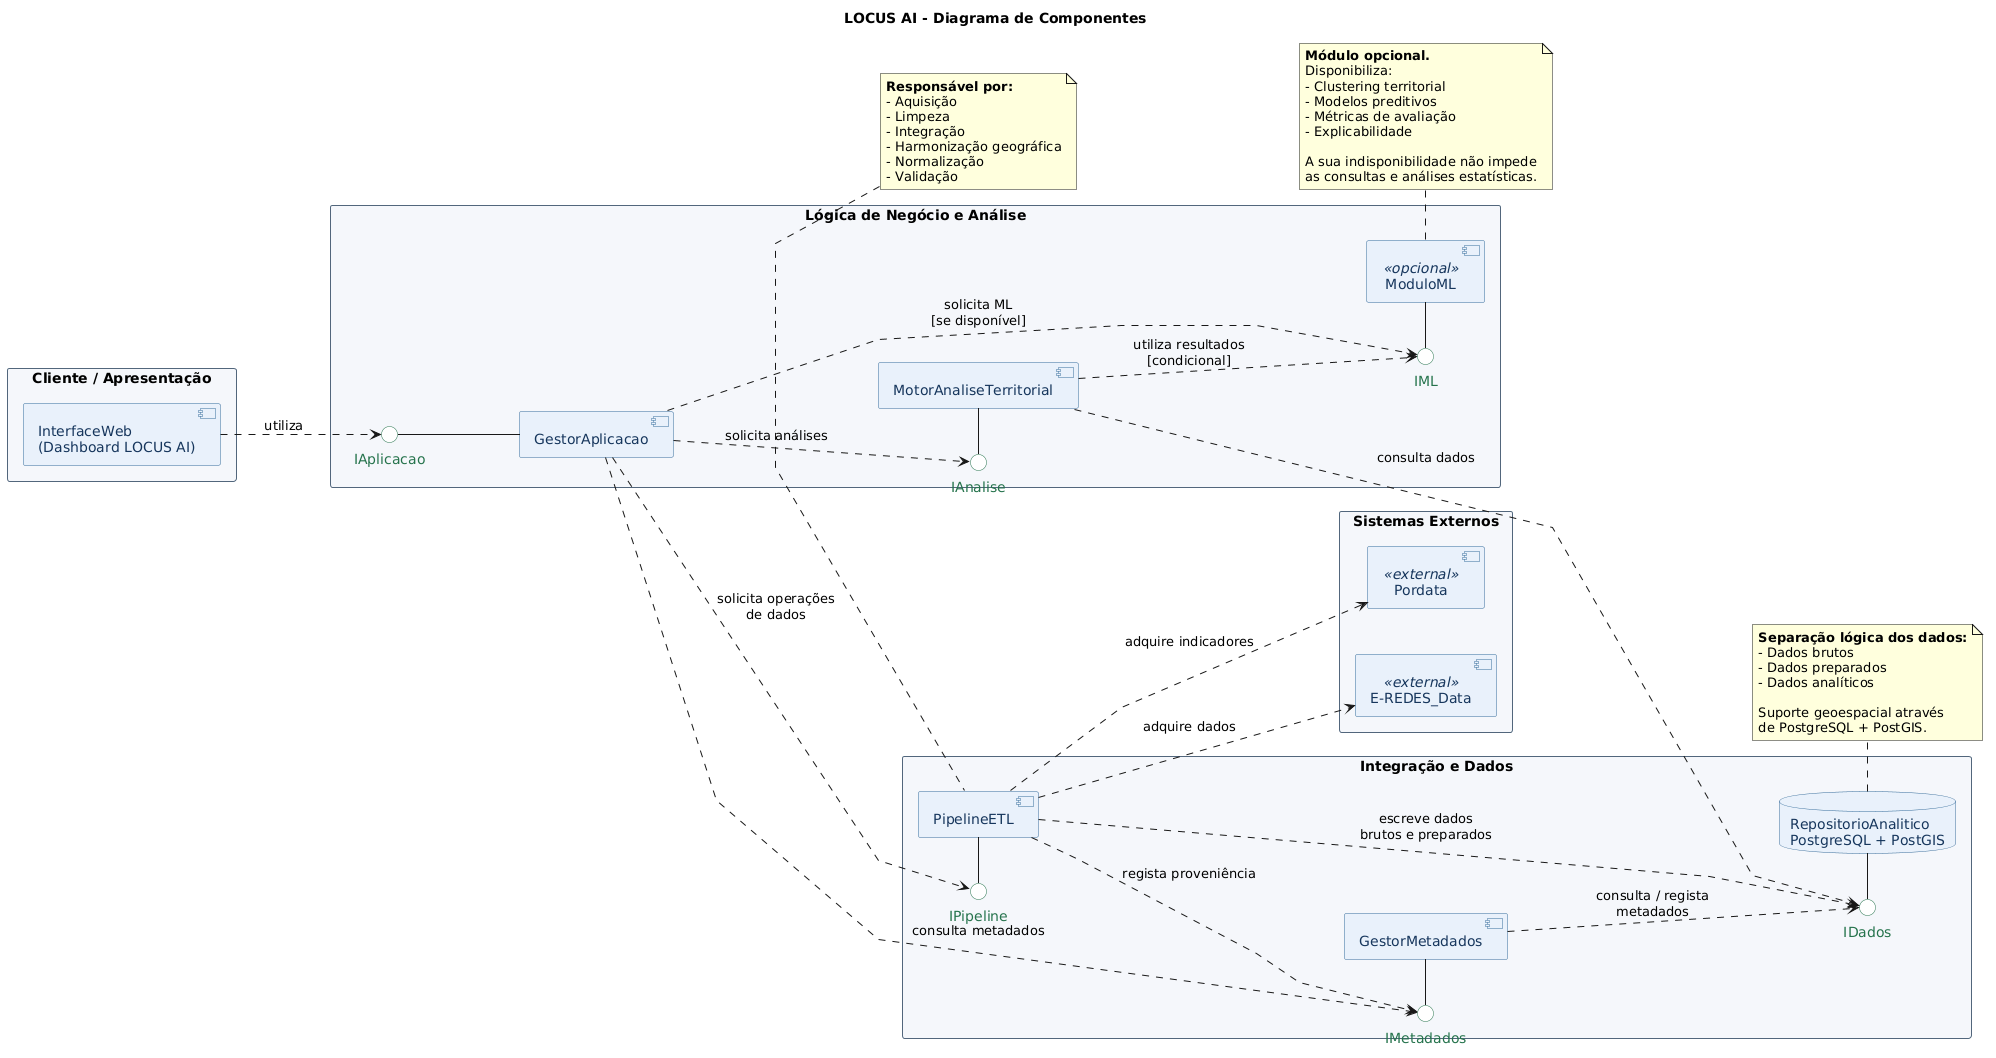 LOCUS AI - Diagrama de Componentes
Módulo opcional.
Disponibiliza:
- Clustering territorial
- Modelos preditivos
- Métricas de avaliação
- Explicabilidade
A sua indisponibilidade não impede
as consultas e análises estatísticas.
Responsável por:
- Aquisição
- Limpeza
- Integração
- Harmonização geográfica
- Normalização
- Validação
Lógica de Negócio e Análise
«opcional»
ModuloML
solicita ML
[se disponível]
utiliza resultados
[condicional]
IML
Cliente / Apresentação
InterfaceWeb
(Dashboard LOCUS AI)
utiliza
IAplicacao
GestorAplicacao
MotorAnaliseTerritorial
solicita análises
IAnalise
consulta dados
Sistemas Externos
«external»
Pordata
«external»
E-REDES_Data
solicita operações
de dados
adquire indicadores
adquire dados
Separação lógica dos dados:
- Dados brutos
- Dados preparados
- Dados analíticos
Suporte geoespacial através
de PostgreSQL + PostGIS.
Integração e Dados
PipelineETL
escreve dados
brutos e preparados
RepositorioAnalitico
PostgreSQL + PostGIS
regista proveniência
IPipeline
consulta metadados
consulta / regista
metadados
GestorMetadados
IDados
IMetadados